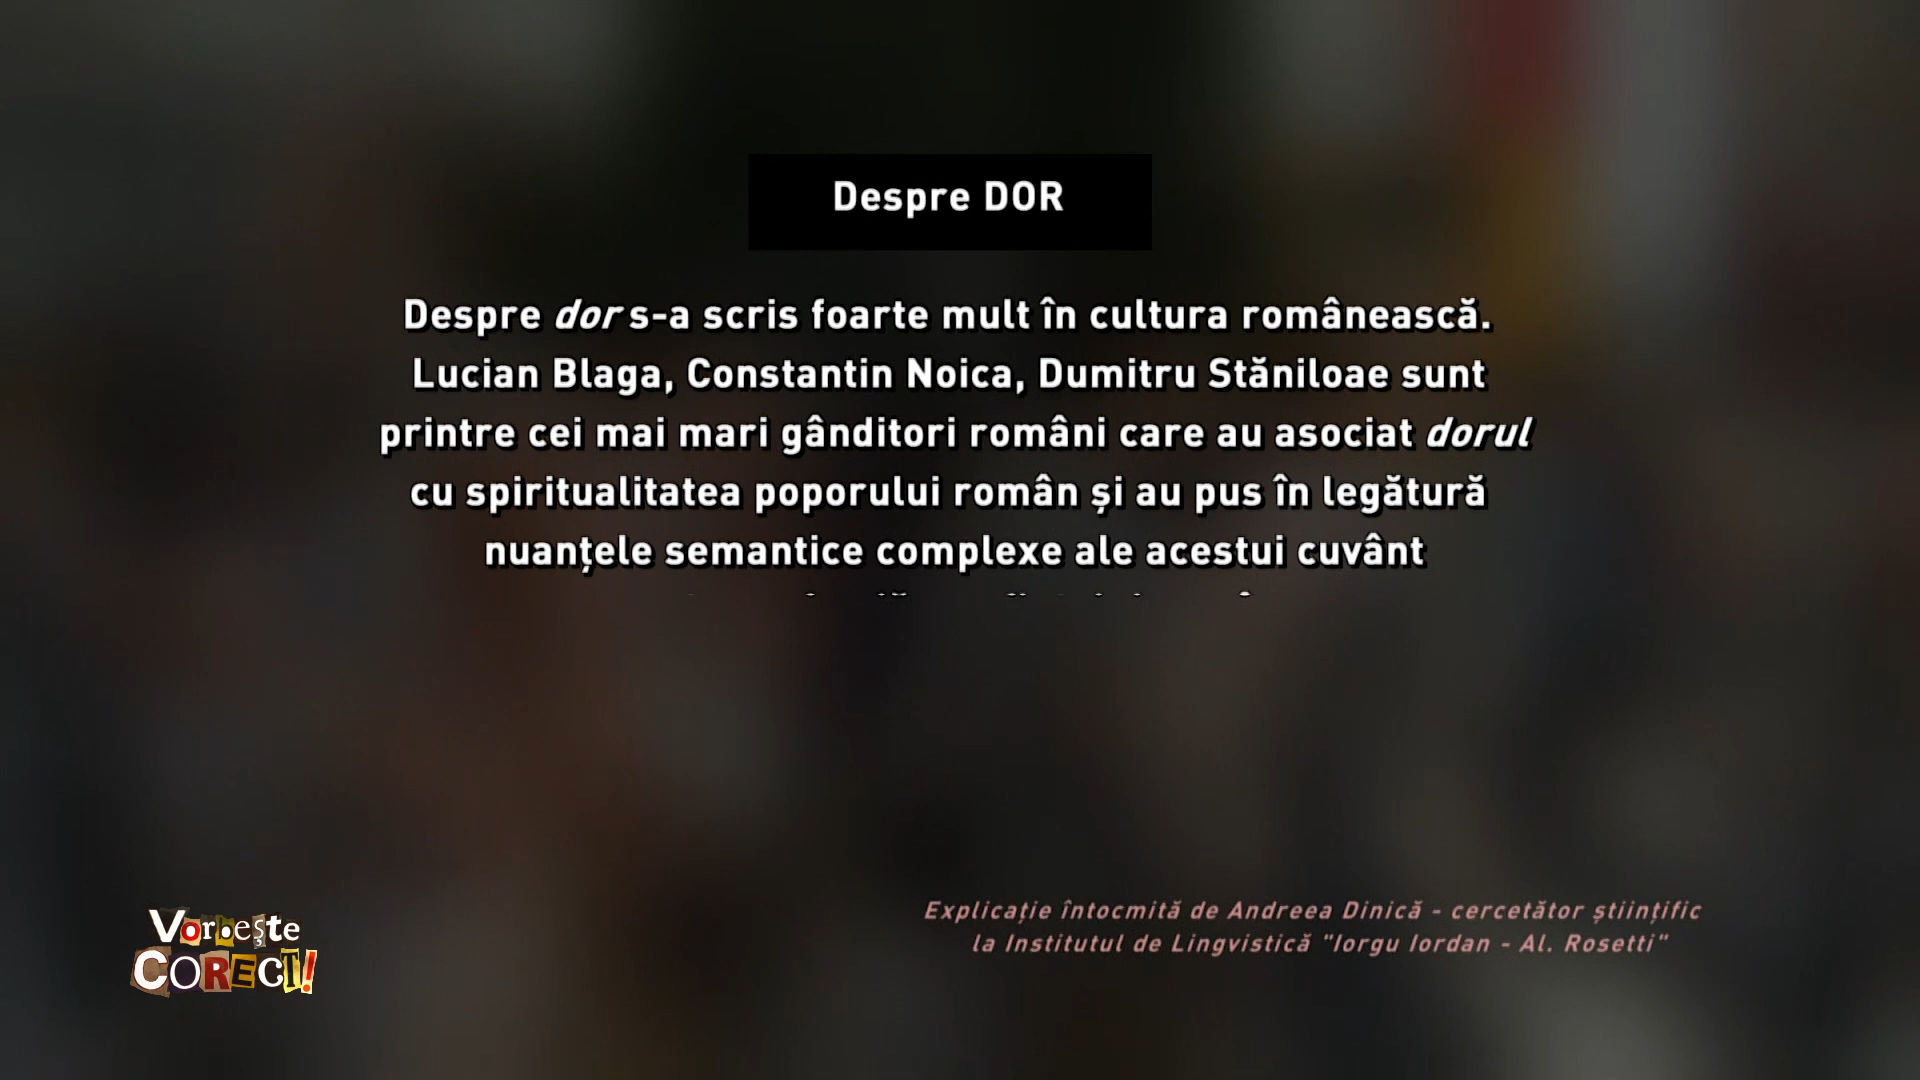 Despre DOR
Despre dor s-a scris foarte mult în cultura românească.
Lucian Blaga, Constantin Noica, Dumitru Stăniloae sunt
printre cei mai mari gânditori români care au asociat dorul
cu spiritualitatea poporului român și au pus în legătură
nuanțele semantice complexe ale acestui cuvânt
Explicație întocmită de Andreea Dinică - cercetător științific
la Institutul de Lingvistică "Iorgu Iordan - Al. Rosetti"
Vorbește
CORECT!